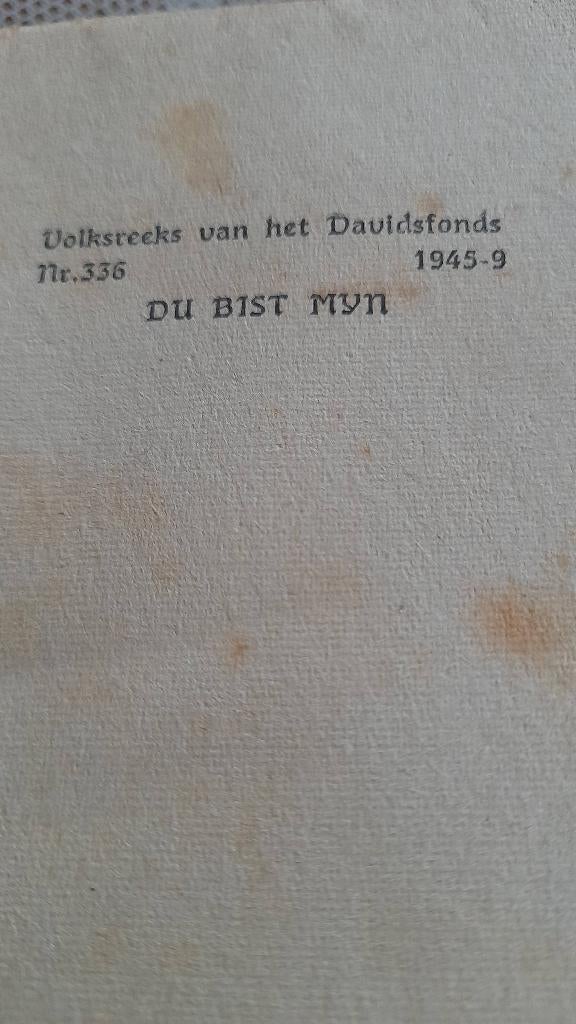 Volksreeks van het Davidsfonds
Nr.336 1945-9
DU BIST MYN